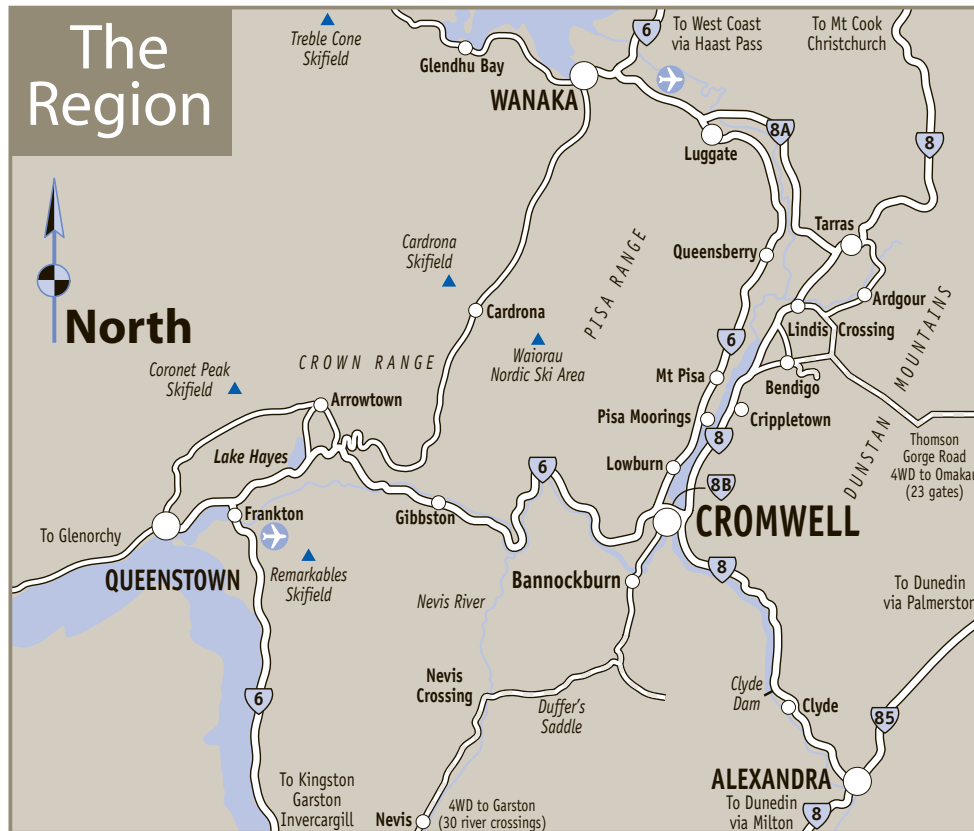 The
Region
Treble Cone
Skifield
Glendhu Bay
WANAKA
6
To West Coast
via Haast Pass
To Mt Cook
Christchurch
8A
8
Luggate
Tarras
North
Cardrona
Skifield
PISA RANGE
Queensberry
Ardgour
Cardrona
Lindis Crossing
CROWN RANGE
Waiorau
Nordic Ski Area
6
Coronet Peak
Skifield
Mt Pisa
Bendigo
DUNSTAN MOUNTAINS
Arrowtown
Pisa Moorings
Crippletown
8
Thomson
Gorge Road
4WD to Omakau
(23 gates)
Lake Hayes
6
Lowburn
8B
Frankton
Gibbston
CROMWELL
To Glenorchy
QUEENSTOWN
Remarkables
Skifield
Bannockburn
8
Nevis River
To Dunedin
via Palmerston
6
Nevis
Crossing
Duffer's
Saddle
Clyde
Dam
Clyde
85
ALEXANDRA
To Kingston
Garston
Invercargill
Nevis
4WD to Garston
(30 river crossings)
To Dunedin
via Milton
8